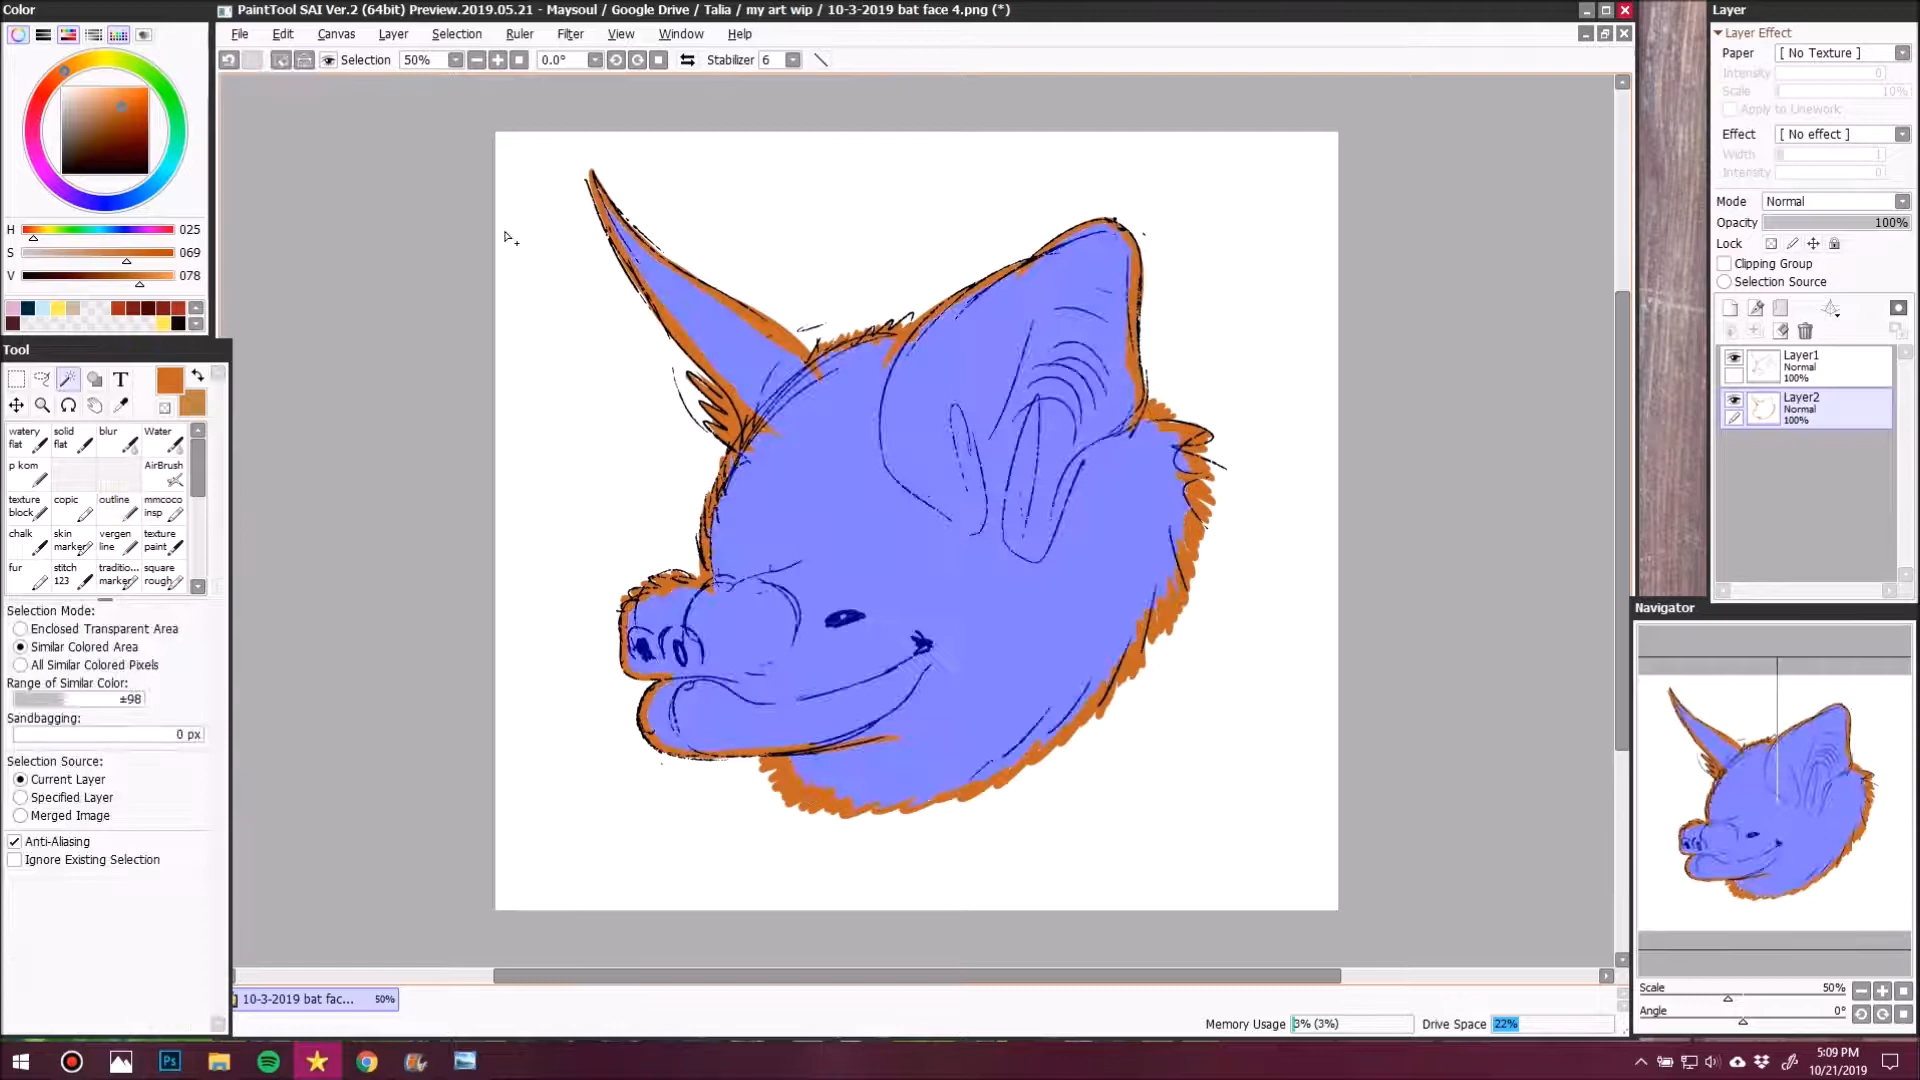 Color
PaintTool SAI Ver.2 (64bit) Preview.2019.05.21 - Maysoul / Google Drive / Talia / my art wip / 10-3-2019 bat face 4.png (*)
Layer
File Edit Canvas Layer Selection Ruler Filter View Window Help
Selection 50% 0.0° Stabilizer 6
Layer Effect
Paper [ No Texture ]
Intensity 0
Scale 10%
Apply to Linework
Effect [ No effect ]
Width 1
Intensity 0
Mode Normal
Opacity 100%
Lock
Clipping Group
Selection Source
Layer1
Normal
100%
Layer2
Normal
100%
H 025
S 069
V 078
Tool
T
watery flat
solid flat
blur
Water
p kom
AirBrush
texture block
copic
outline
mmcoco insp
chalk
skin marker
vergen line
texture paint
fur
stitch 123
traditio... marker
square rough
Selection Mode:
Enclosed Transparent Area
Similar Colored Area
All Similar Colored Pixels
Range of Similar Color:
±98
Sandbagging:
0 px
Selection Source:
Current Layer
Specified Layer
Merged Image
Anti-Aliasing
Ignore Existing Selection
Navigator
Scale 50%
Angle 0°
10-3-2019 bat fac... 50%
Memory Usage 3% (3%) Drive Space 22%
Ps
5:09 PM
10/21/2019